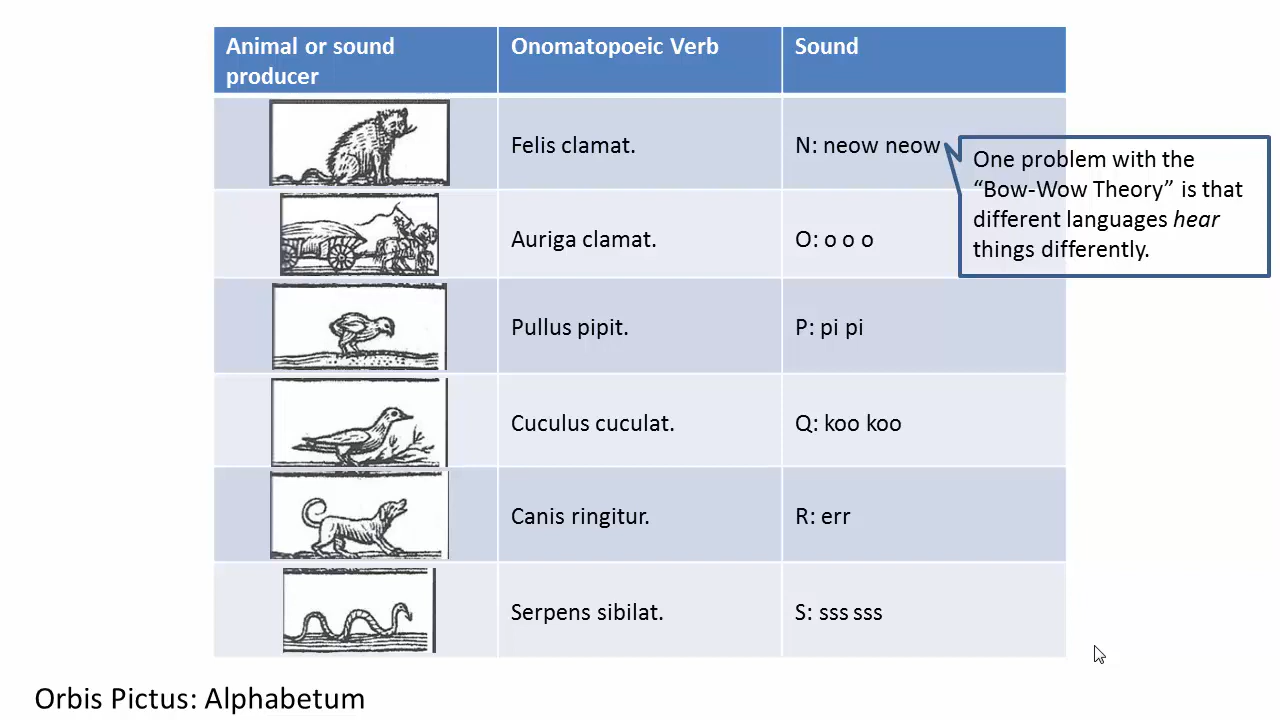 Animal or sound
producer
Onomatopoeic Verb
Sound
Felis clamat.
N: neow neow
One problem with the
“Bow-Wow Theory” is that
different languages hear
things differently.
Auriga clamat.
O: o o o
Pullus pipit.
P: pi pi
Cuculus cuculat.
Q: koo koo
Canis ringitur.
R: err
Serpens sibilat.
S: sss sss
Orbis Pictus: Alphabetum